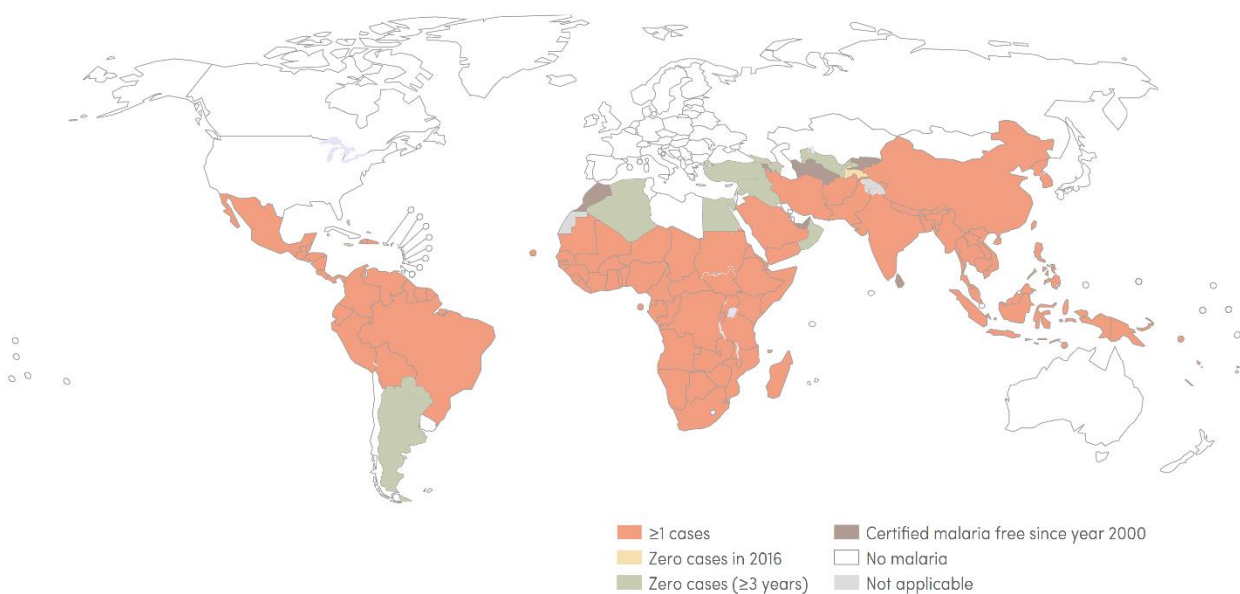 ≥1 cases
Zero cases in 2016
Zero cases (≥3 years)
Certified malaria free since year 2000
No malaria
Not applicable